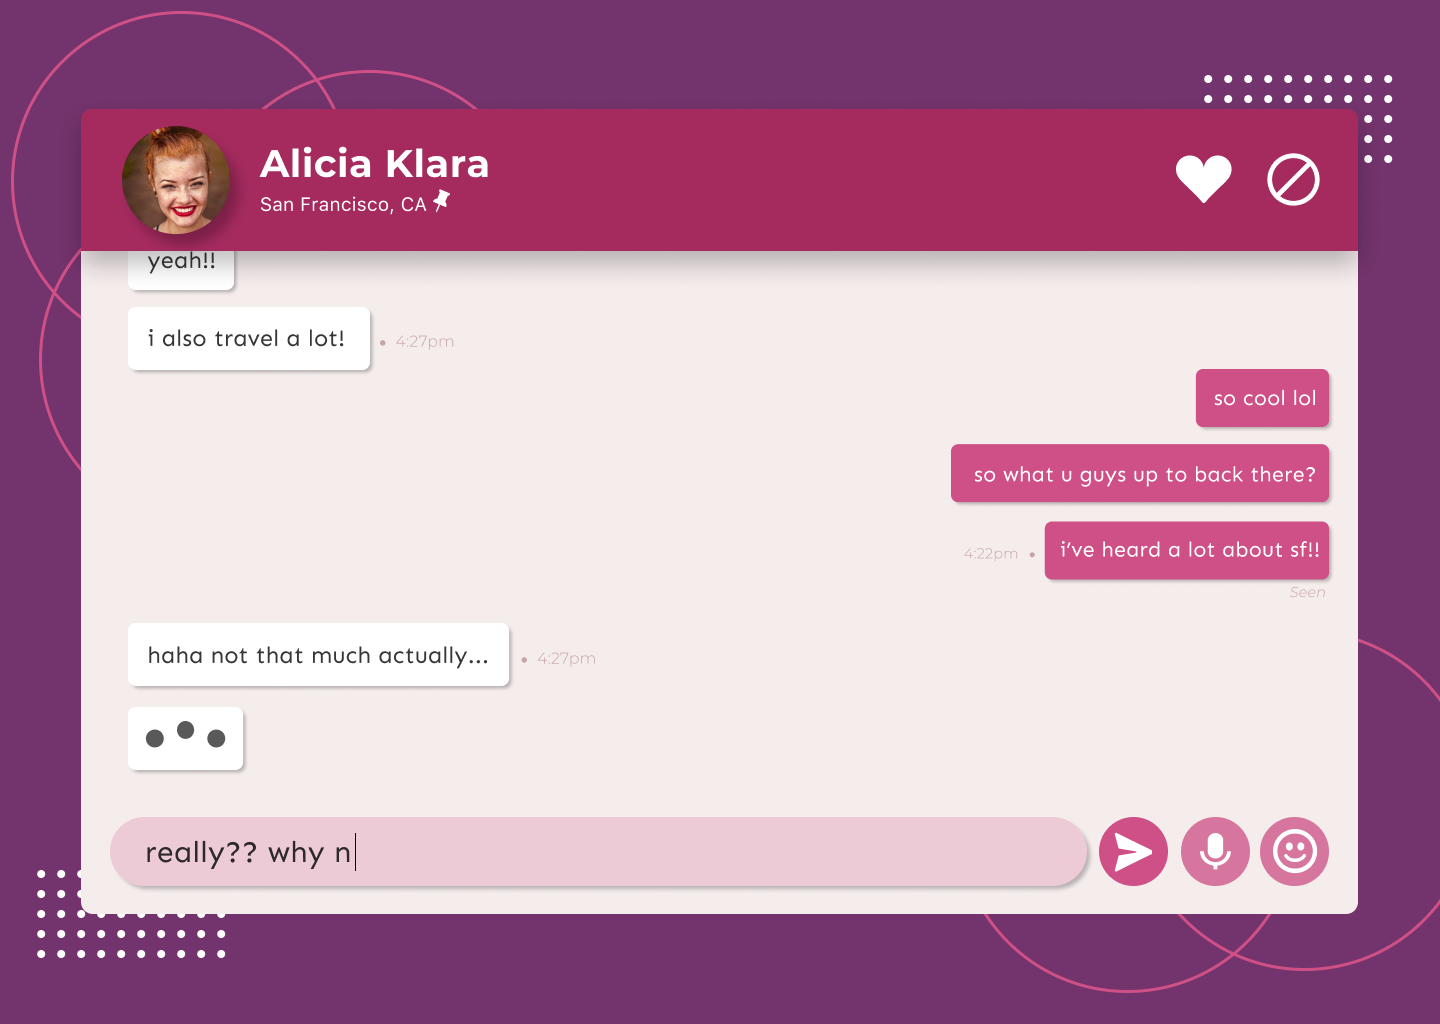 Alicia Klara
San Francisco, CA
yeah!!
i also travel a lot!
4:27pm
so cool lol
so what u guys up to back there?
4:22pm
i’ve heard a lot about sf!!
Seen
haha not that much actually...
4:27pm
really?? why n